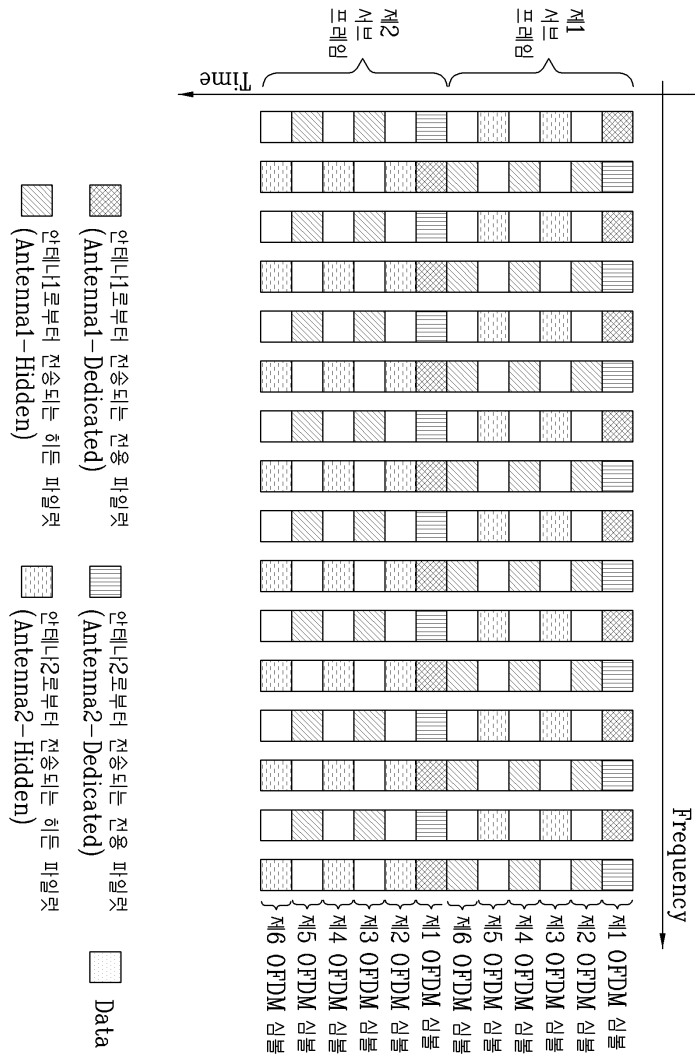 Frequency
Time
제1
서브
프레임
제2
서브
프레임
제1 OFDM 심볼
제2 OFDM 심볼
제3 OFDM 심볼
제4 OFDM 심볼
제5 OFDM 심볼
제6 OFDM 심볼
제1 OFDM 심볼
제2 OFDM 심볼
제3 OFDM 심볼
제4 OFDM 심볼
제5 OFDM 심볼
제6 OFDM 심볼
안테나1로부터 전송되는 전용 파일럿
(Antenna1-Dedicated)
안테나2로부터 전송되는 전용 파일럿
(Antenna2-Dedicated)
Data
안테나1로부터 전송되는 히든 파일럿
(Antenna1-Hidden)
안테나2로부터 전송되는 히든 파일럿
(Antenna2-Hidden)